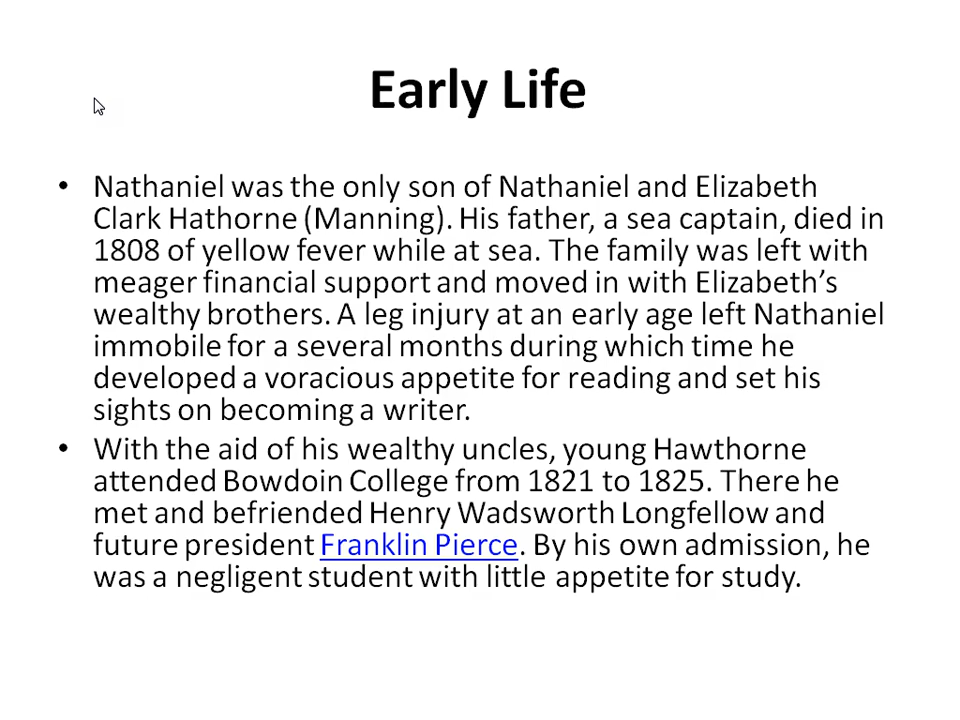 Early Life
• Nathaniel was the only son of Nathaniel and Elizabeth
Clark Hathorne (Manning). His father, a sea captain, died in
1808 of yellow fever while at sea. The family was left with
meager financial support and moved in with Elizabeth’s
wealthy brothers. A leg injury at an early age left Nathaniel
immobile for a several months during which time he
developed a voracious appetite for reading and set his
sights on becoming a writer.
• With the aid of his wealthy uncles, young Hawthorne
attended Bowdoin College from 1821 to 1825. There he
met and befriended Henry Wadsworth Longfellow and
future president Franklin Pierce. By his own admission, he
was a negligent student with little appetite for study.